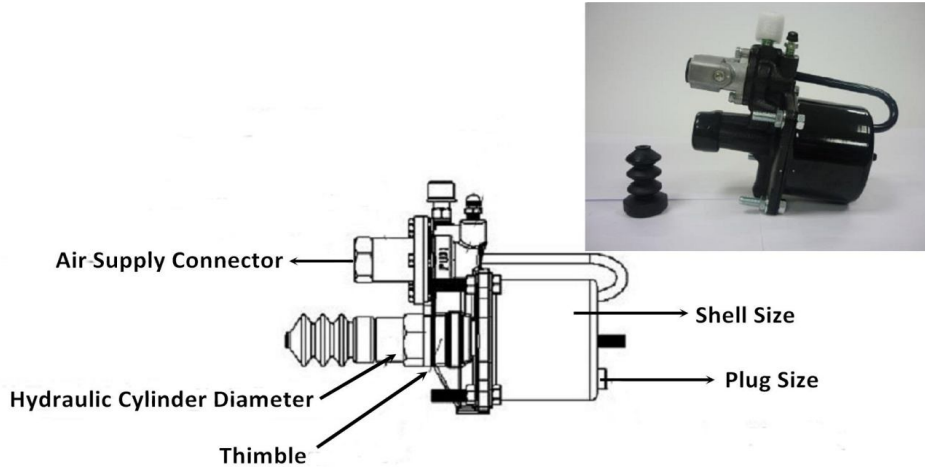 Air Supply Connector
Shell Size
Plug Size
Hydraulic Cylinder Diameter
Thimble